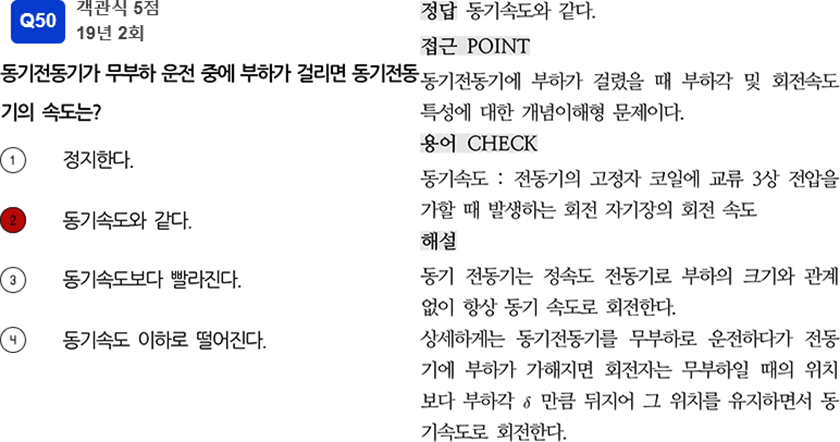 Q50
객관식 5점
19년 2회
동기전동기가 무부하 운전 중에 부하가 걸리면 동기전동
기의 속도는?
1 정지한다.
2 동기속도와 같다.
3 동기속도보다 빨라진다.
4 동기속도 이하로 떨어진다.
정답 동기속도와 같다.
접근 POINT
동기전동기에 부하가 걸렸을 때 부하각 및 회전속도
특성에 대한 개념이해형 문제이다.
용어 CHECK
동기속도 : 전동기의 고정자 코일에 교류 3상 전압을
가할 때 발생하는 회전 자기장의 회전 속도
해설
동기 전동기는 정속도 전동기로 부하의 크기와 관계
없이 항상 동기 속도로 회전한다.
상세하게는 동기전동기를 무부하로 운전하다가 전동
기에 부하가 가해지면 회전자는 무부하일 때의 위치
보다 부하각 δ 만큼 뒤지어 그 위치를 유지하면서 동
기속도로 회전한다.